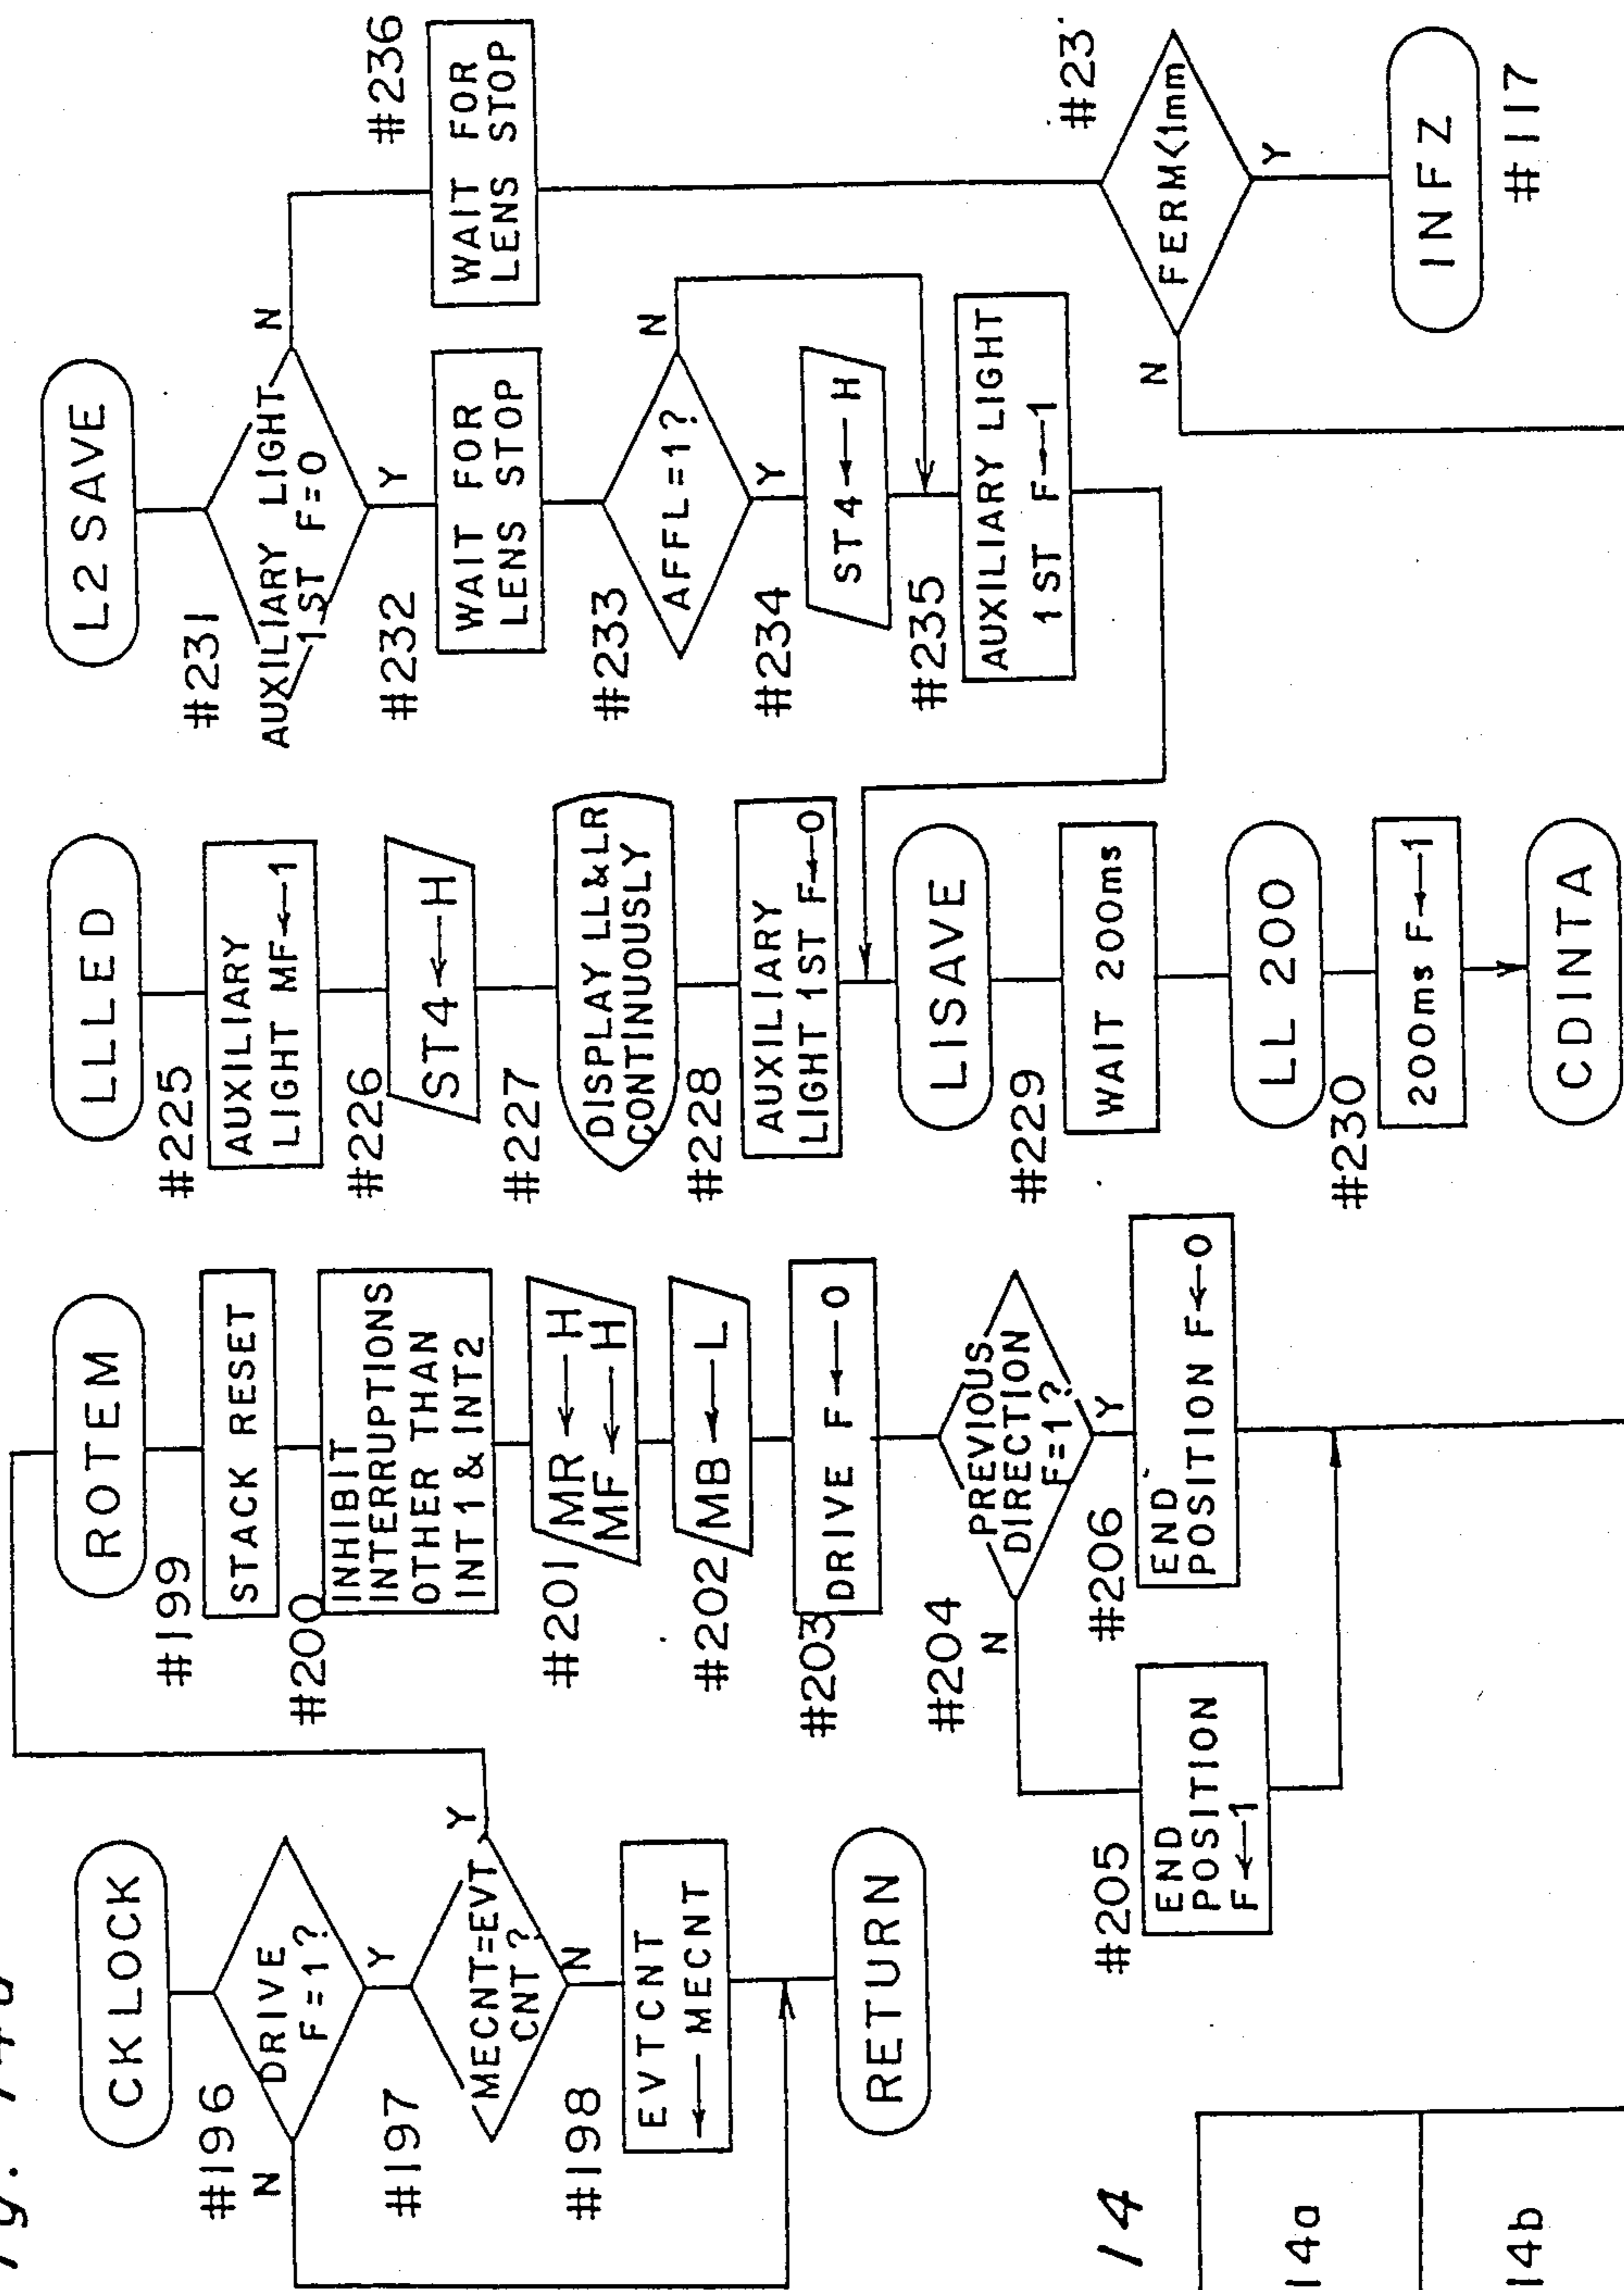 CKLOCK
#196
DRIVE
F=1?
N
Y
#197
MECNT=EVT
CNT?
Y
N
#198
EVTCNT
← MECNT
RETURN
14
14a
14b
ROTEM
#199
STACK RESET
#200
INHIBIT
INTERRUPTIONS
OTHER THAN
INT1 & INT2
#201
MR ← H
MF ← H
#202
MB ← L
#203
DRIVE F ← 0
#204
PREVIOUS
DIRECTION
F=1?
N
Y
#205
END
POSITION
F←1
#206
END
POSITION F←0
LLLED
#225
AUXILIARY
LIGHT MF←1
#226
ST4←H
#227
DISPLAY LL&LR
CONTINUOUSLY
#228
AUXILIARY
LIGHT 1ST F←0
LISAVE
#229
WAIT 200ms
LL 200
#230
200ms F←1
CDINTA
L2SAVE
#231
AUXILIARY LIGHT
1ST F=0
N
Y
#232
WAIT FOR
LENS STOP
#233
AFFL=1?
N
Y
#234
ST4←H
#235
AUXILIARY LIGHT
1ST F←1
#236
WAIT FOR
LENS STOP
#23
FERM<1mm
N
Y
INFZ
#117